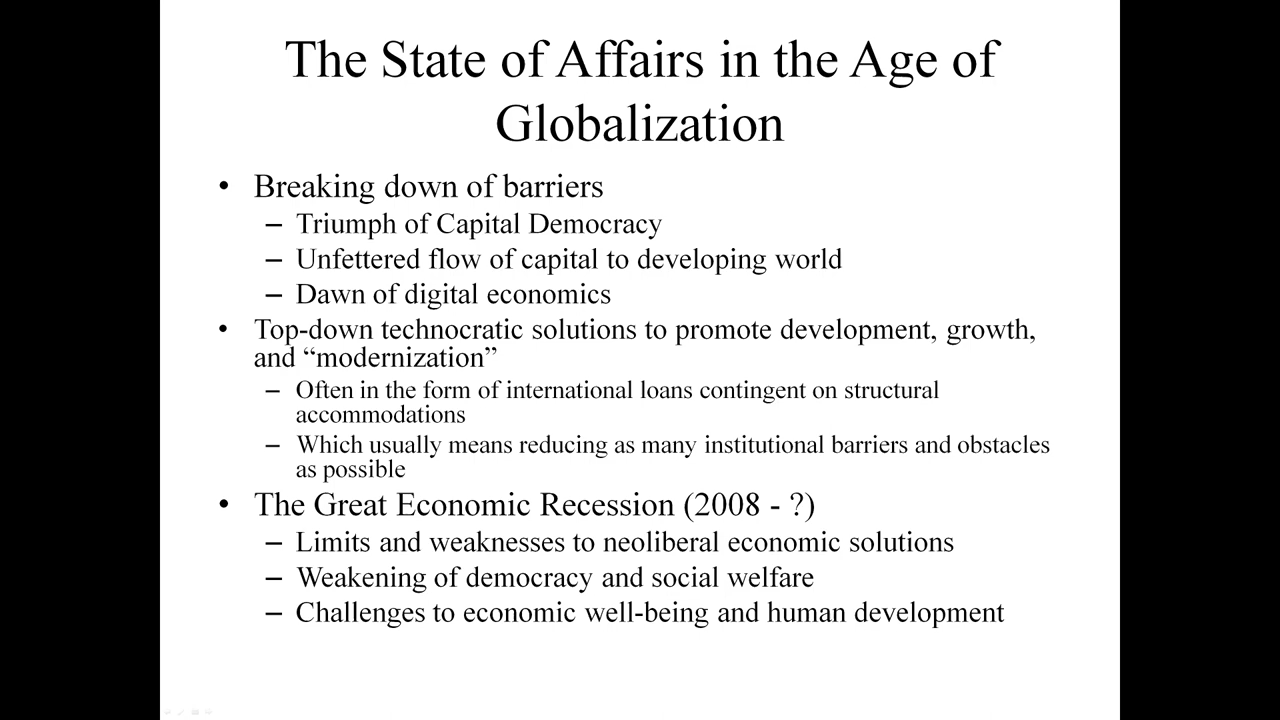 The State of Affairs in the Age of
Globalization
• Breaking down of barriers
– Triumph of Capital Democracy
– Unfettered flow of capital to developing world
– Dawn of digital economics
• Top-down technocratic solutions to promote development, growth,
and “modernization”
– Often in the form of international loans contingent on structural
accommodations
– Which usually means reducing as many institutional barriers and obstacles
as possible
• The Great Economic Recession (2008 - ?)
– Limits and weaknesses to neoliberal economic solutions
– Weakening of democracy and social welfare
– Challenges to economic well-being and human development